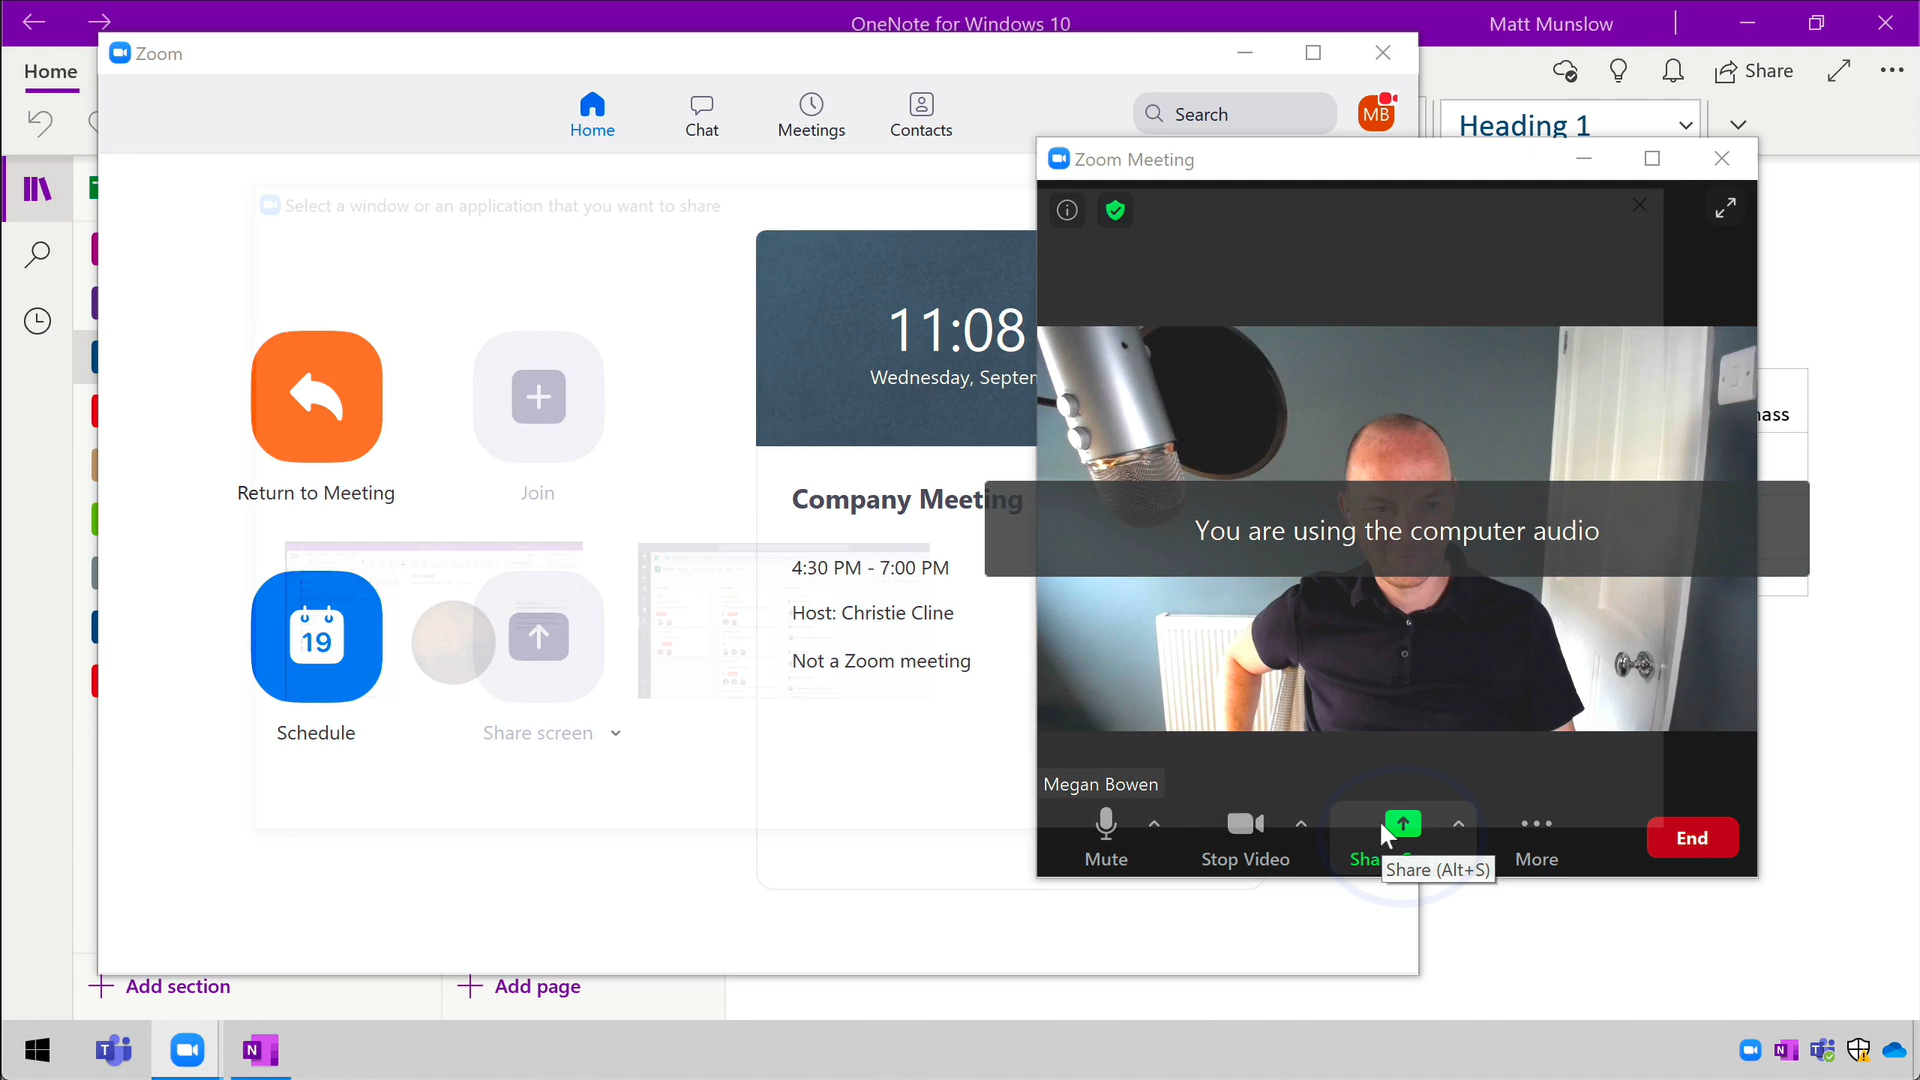 OneNote for Windows 10
Matt Munslow
Zoom
Home
Share
Home
Chat
Meetings
Contacts
Search
MB
Heading 1
Zoom Meeting
Select a window or an application that you want to share
11:08
Wednesday, Septem
Return to Meeting
Join
Company Meeting
You are using the computer audio
4:30 PM - 7:00 PM
Host: Christie Cline
Not a Zoom meeting
19
Schedule
Share screen
Megan Bowen
Mute
Stop Video
Share (Alt+S)
More
End
Add section
Add page